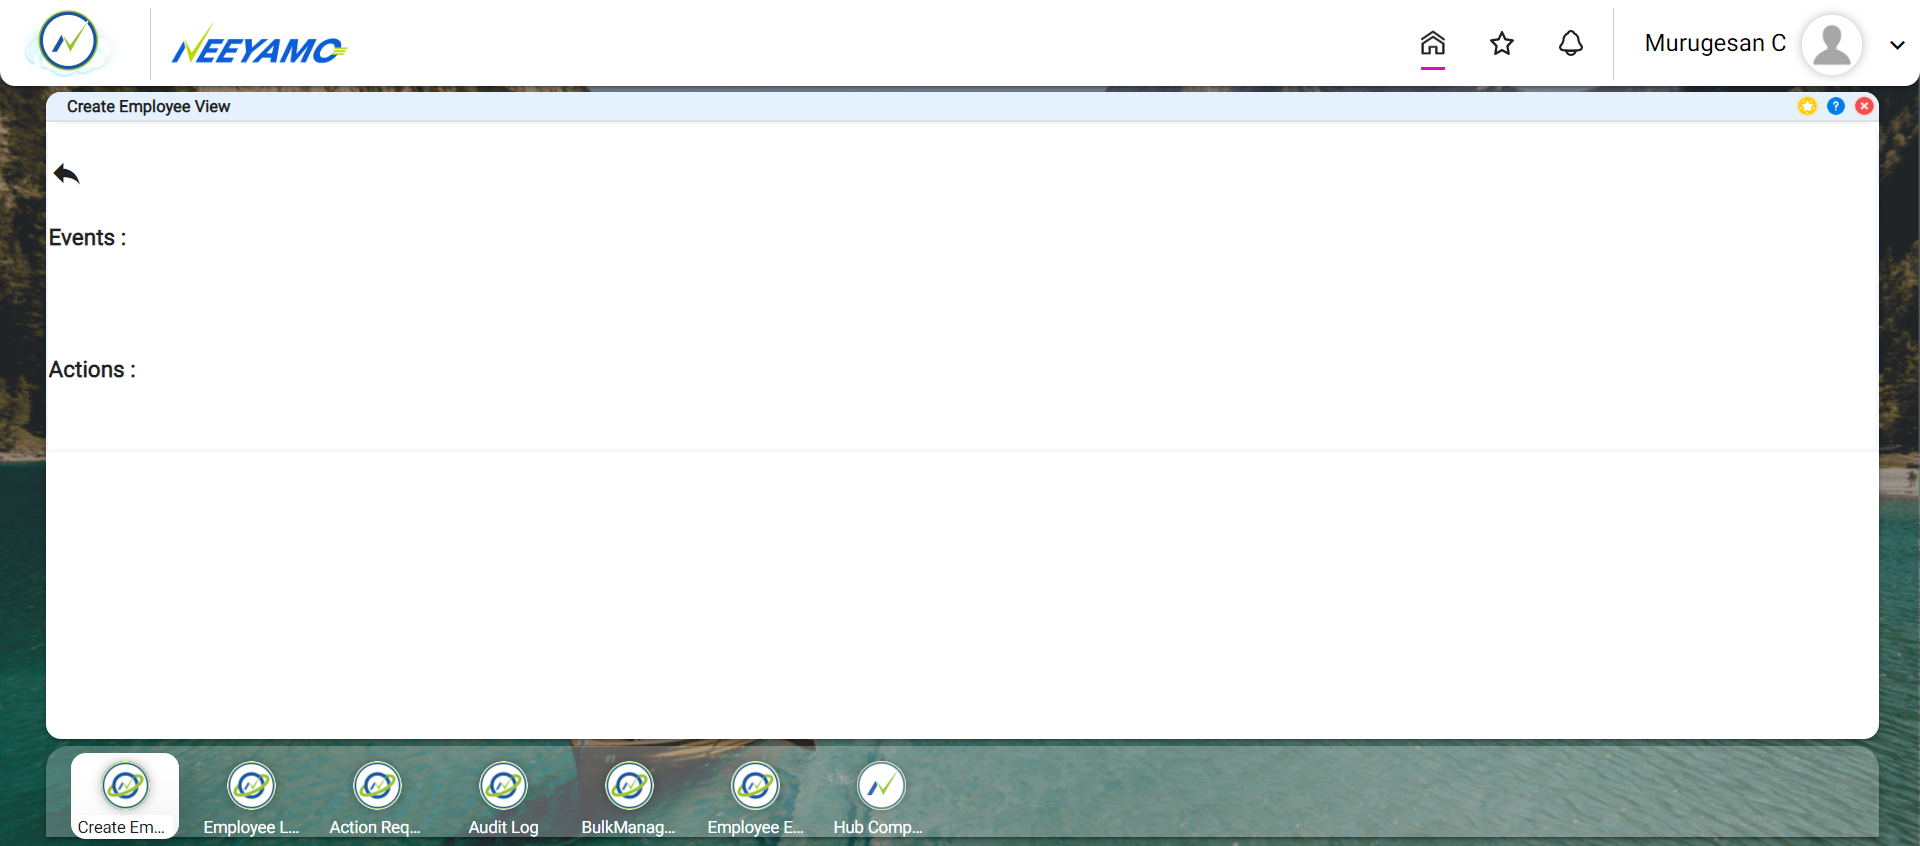 NEEYAMO
Murugesan C
Create Employee View
Events :
Actions :
Create Em...
Employee L...
Action Req...
Audit Log
BulkManag...
Employee E...
Hub Comp...